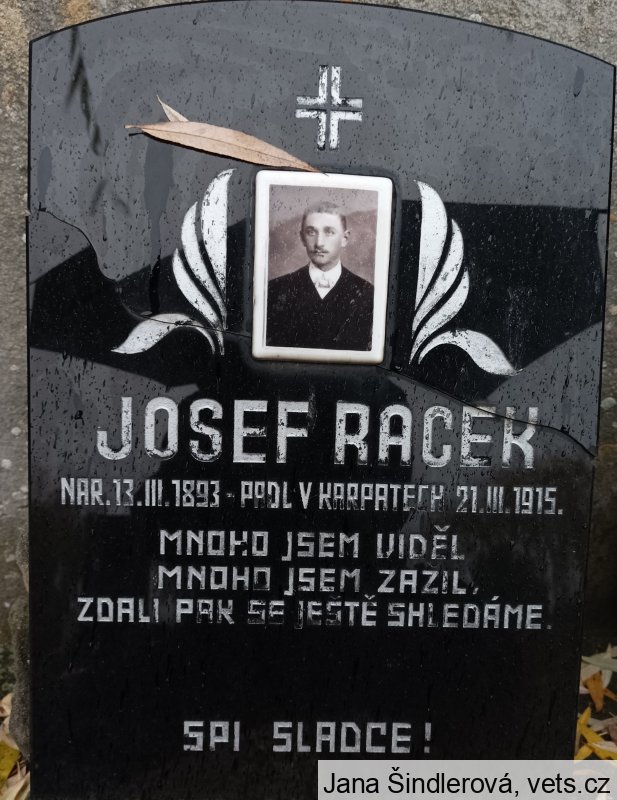 JOSEF RACEK
NAR. 13. III. 1893 - PADL V KARPATECH 21. III. 1915.
MNOHO JSEM VIDĚL
MNOHO JSEM ZAŽIL,
ZDALI PAK SE JEŠTĚ SHLEDÁME.
SPI SLADCE!
Jana Šindlerová, vets.cz